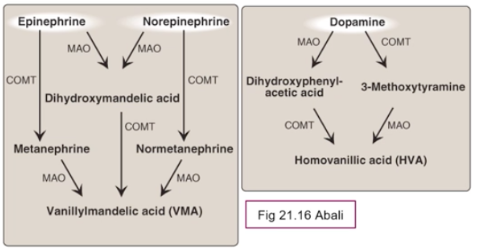 Epinephrine Norepinephrine
MAO MAO
COMT COMT
Dihydroxymandelic acid
COMT
Metanephrine Normetanephrine
MAO MAO
Vanillylmandelic acid (VMA)
Dopamine
MAO COMT
Dihydroxyphenyl-
acetic acid
3-Methoxytyramine
COMT MAO
Homovanillic acid (HVA)
Fig 21.16 Abali